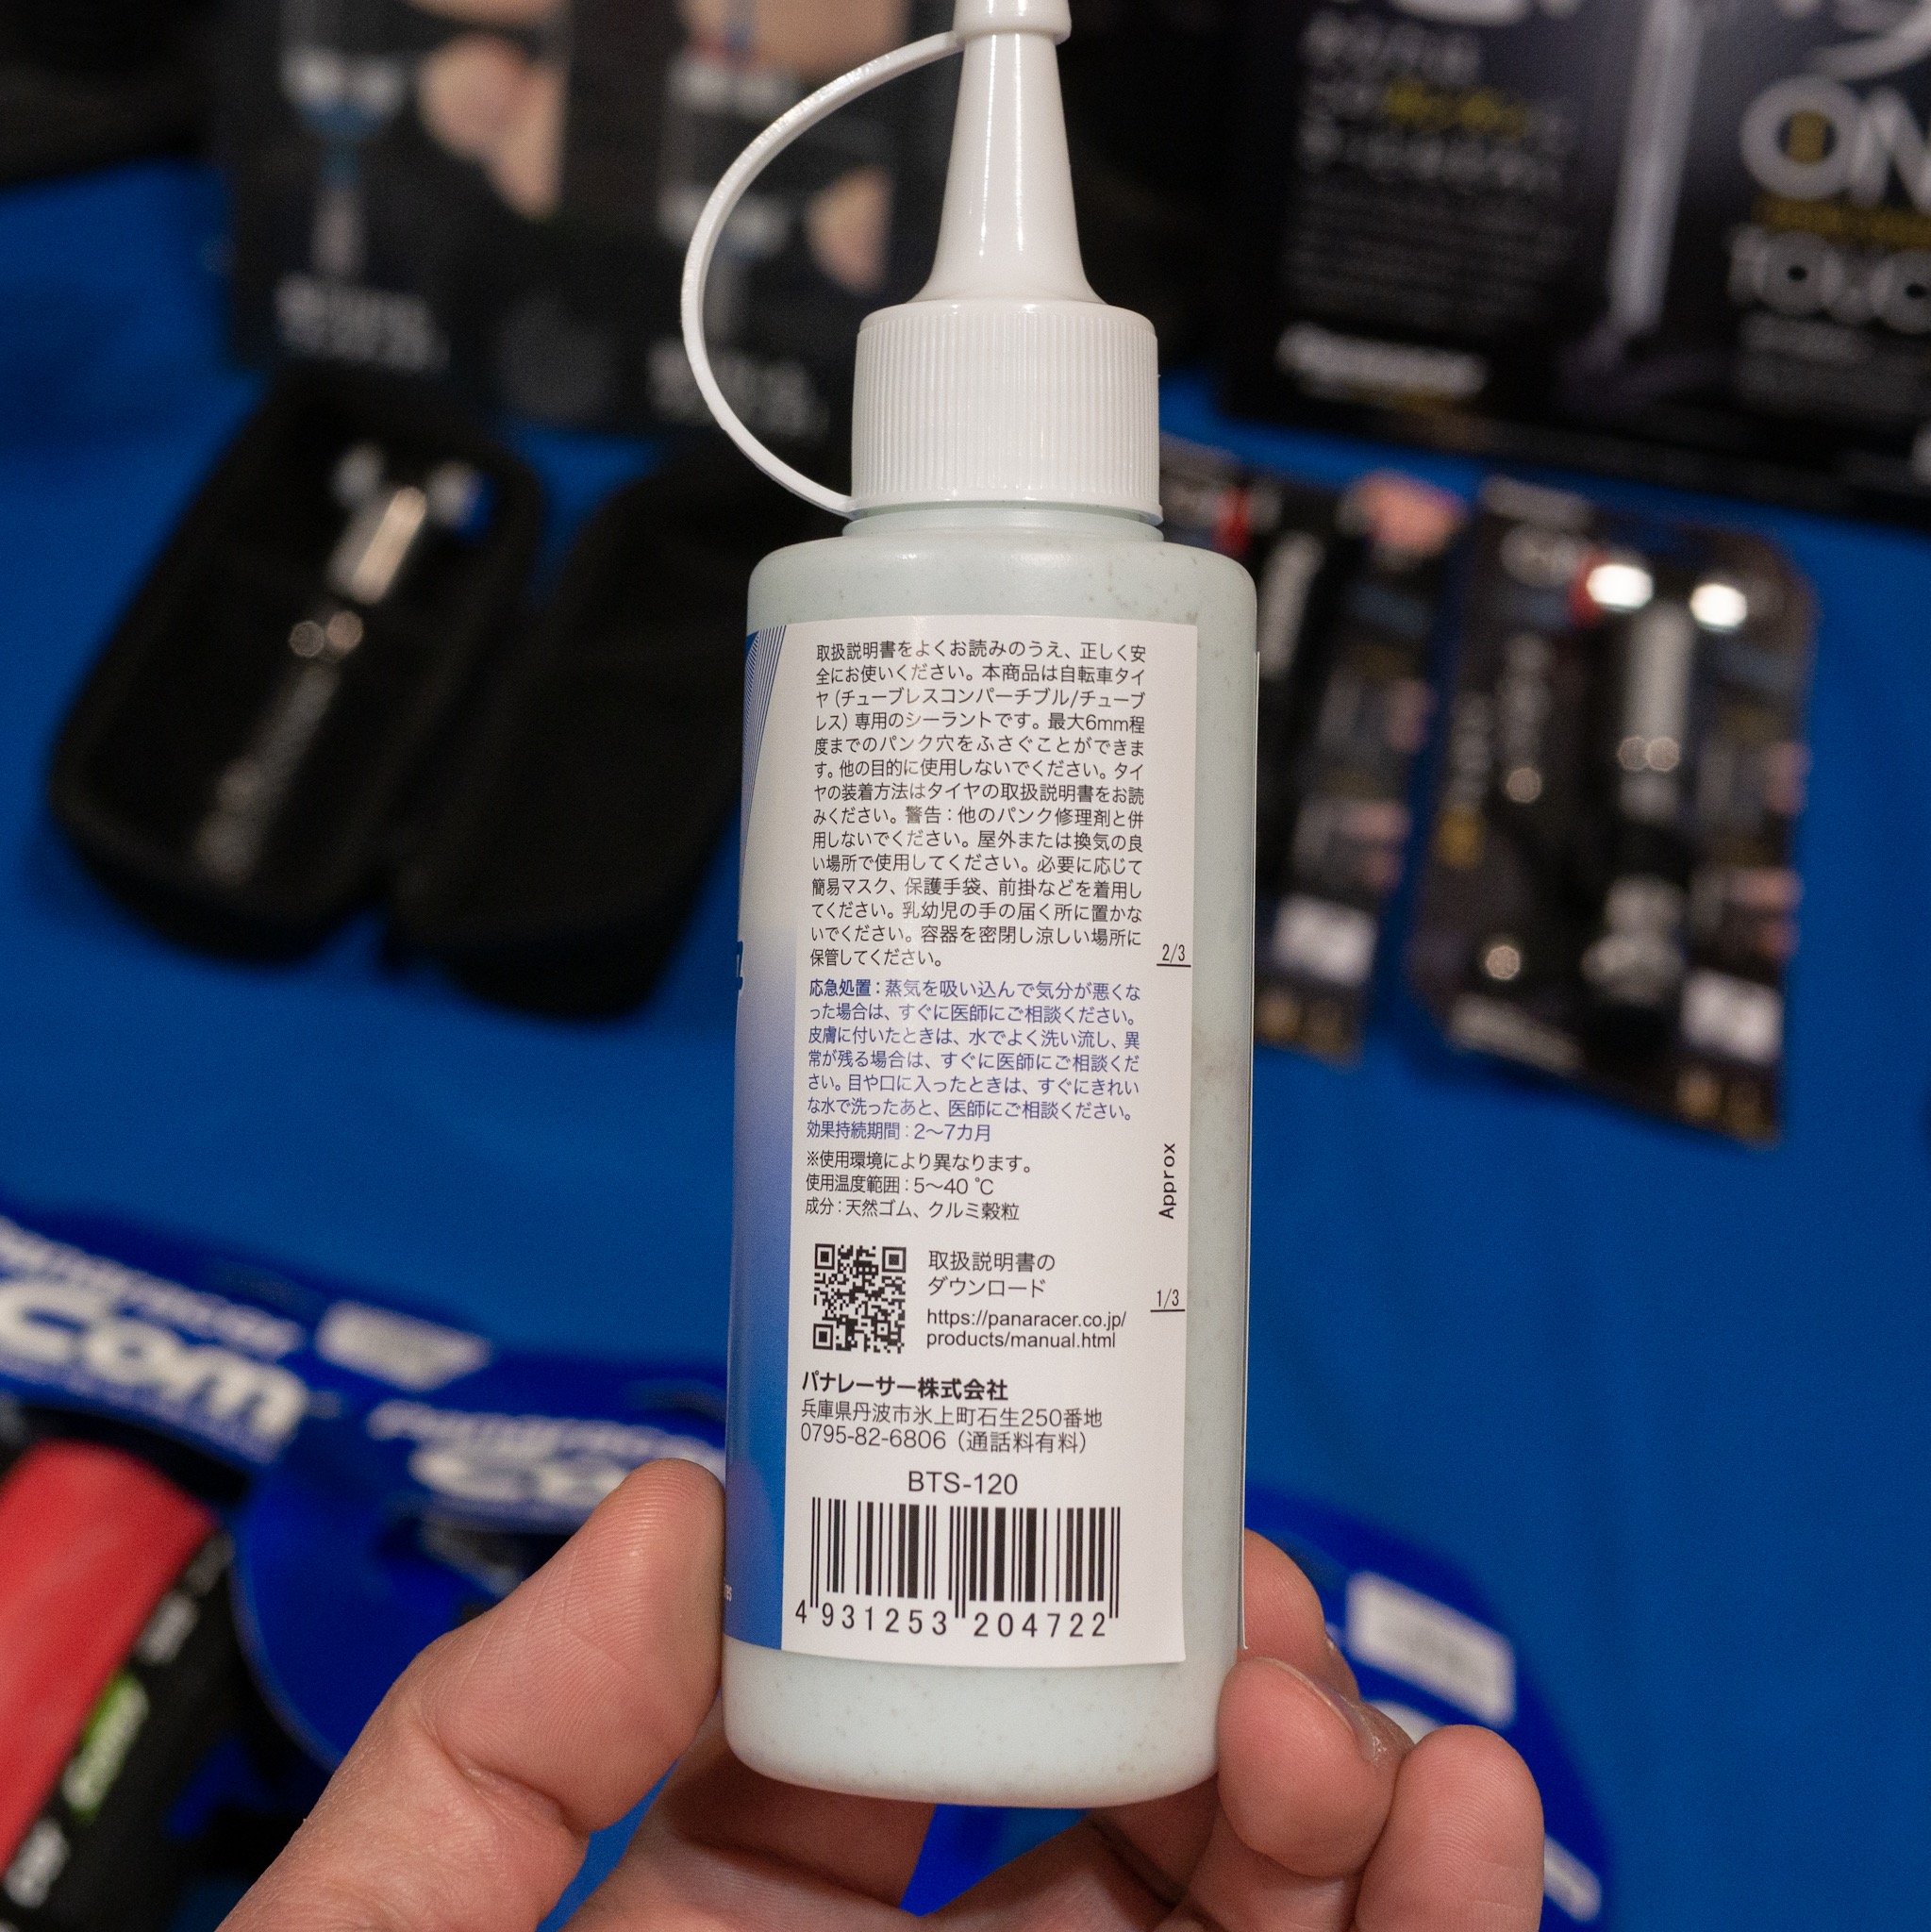 取扱説明書をよくお読みのうえ、正しく安
全にお使いください。本商品は自転車タイ
ヤ(チューブレスコンパーチブル/チューブ
レス)専用のシーラントです。最大6mm程
度までのパンク穴をふさぐことができま
す。他の目的に使用しないでください。タイ
ヤの装着方法はタイヤの取扱説明書をお読
みください。警告:他のパンク修理剤と併
用しないでください。屋外または換気の良
い場所で使用してください。必要に応じて
簡易マスク、保護手袋、前掛などを着用し
てください。乳幼児の手の届く所に置かな
いでください。容器を密閉し涼しい場所に
保管してください。
応急処置:蒸気を吸い込んで気分が悪くな
った場合は、すぐに医師にご相談ください。
皮膚に付いたときは、水でよく洗い流し、異
常が残る場合は、すぐに医師にご相談くだ
さい。目や口に入ったときは、すぐにきれい
な水で洗ったあと、医師にご相談ください。
効果持続期間:2〜7カ月
※使用環境により異なります。
使用温度範囲:5〜40 ℃
成分:天然ゴム、クルミ穀粒
取扱説明書の
ダウンロード
https://panaracer.co.jp/
products/manual.html
パナレーサー株式会社
兵庫県丹波市氷上町石生250番地
0795-82-6806(通話料有料)
BTS-120
4 931253 204722
2/3
Approx
1/3
com